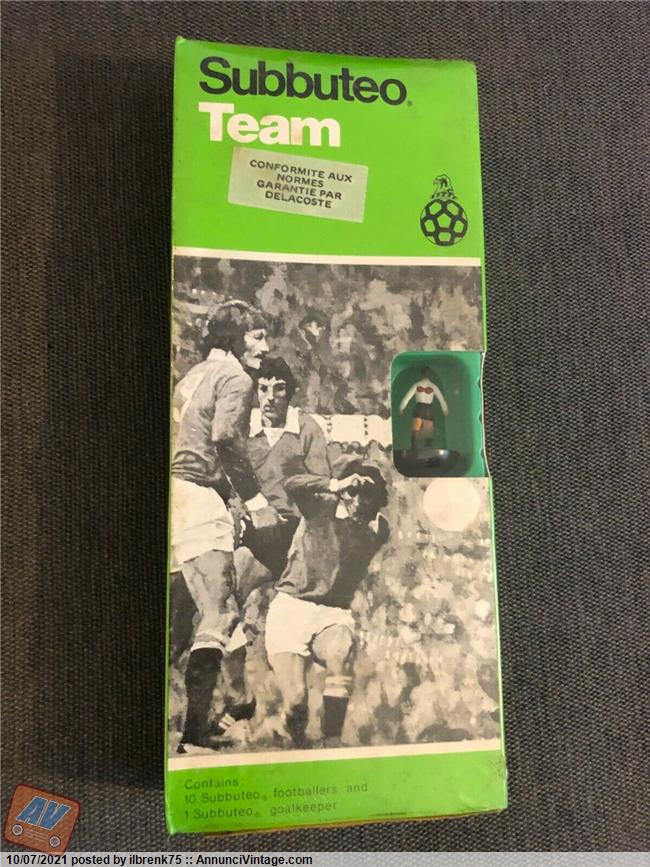 Subbuteo®
Team
CONFORMITE AUX
NORMES
GARANTIE PAR
DELACOSTE
Contains:
10 Subbuteo® footballers and
1 Subbuteo® goalkeeper
AV
10/07/2021 posted by ilbrenk75 :: AnnunciVintage.com